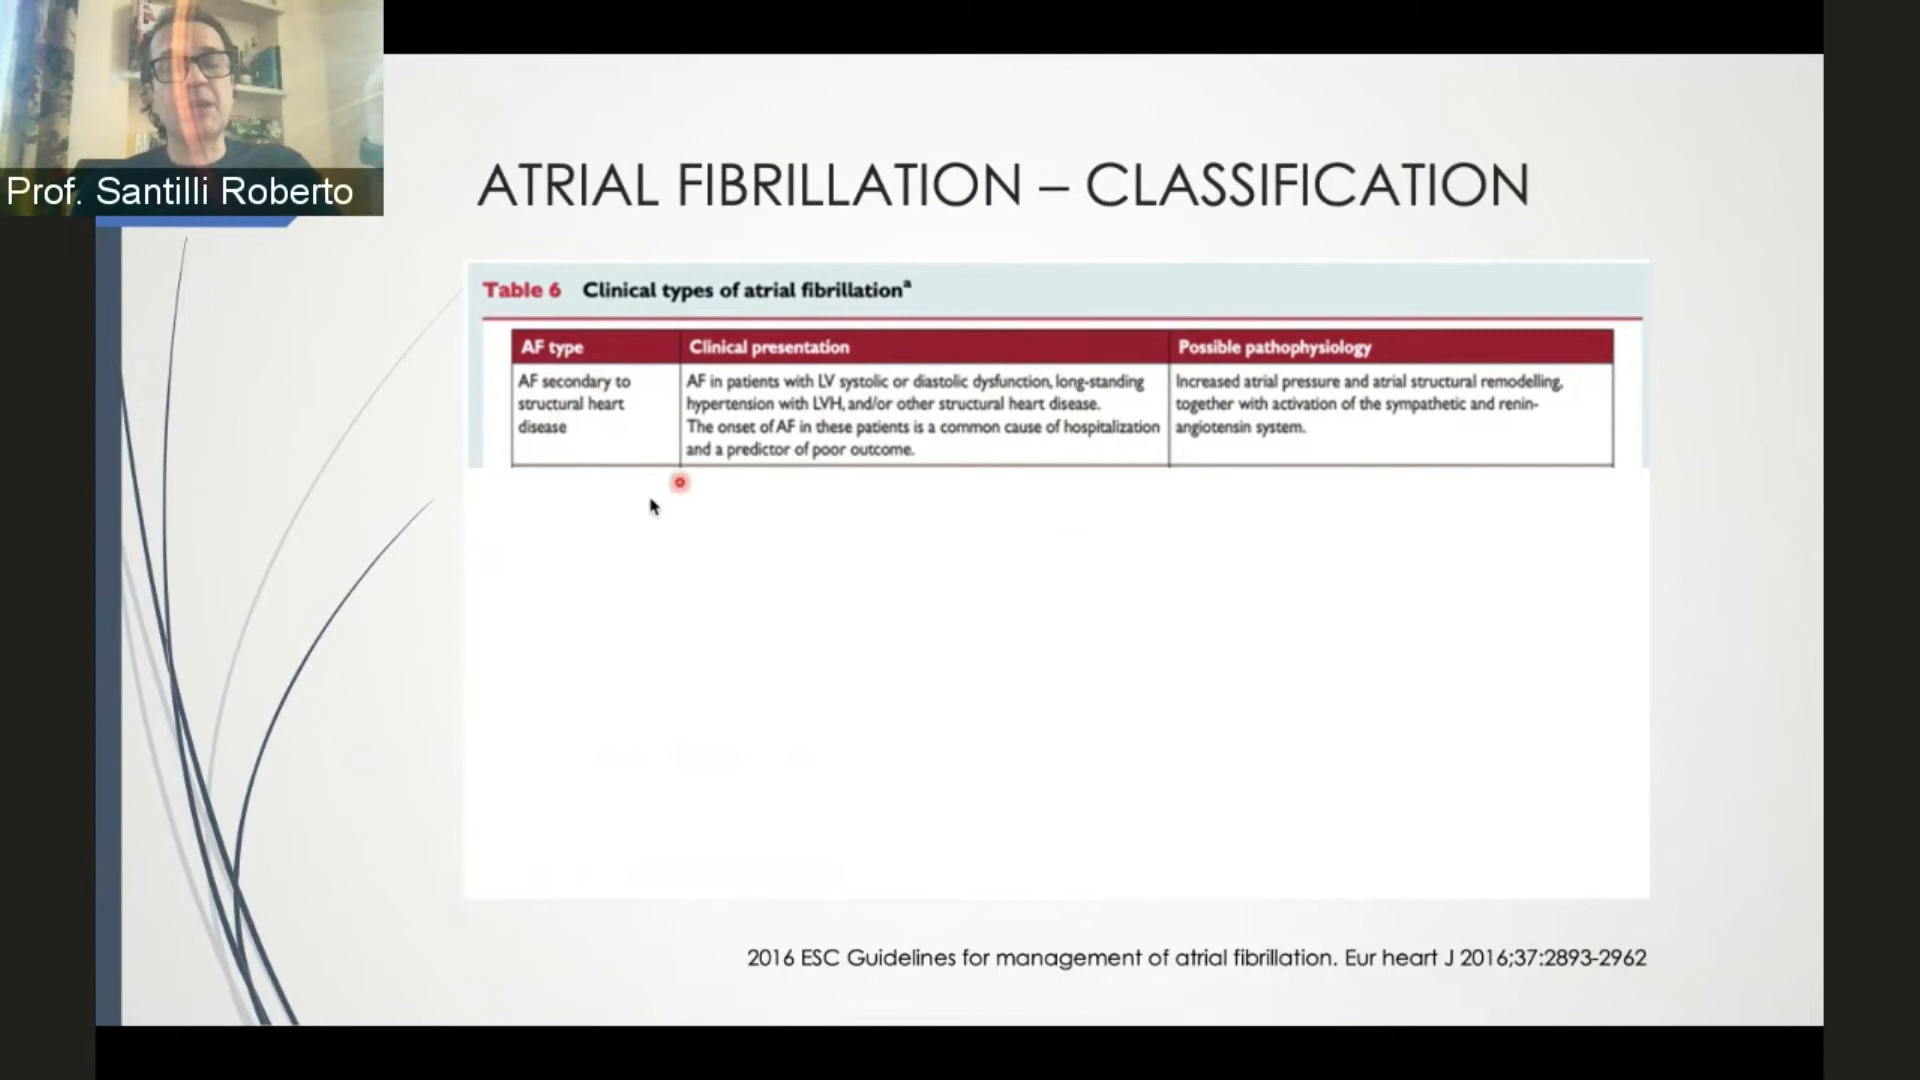 Prof. Santilli Roberto
ATRIAL FIBRILLATION – CLASSIFICATION
Table 6 Clinical types of atrial fibrillationᵃ
AF type
Clinical presentation
Possible pathophysiology
AF secondary to
structural heart
disease
AF in patients with LV systolic or diastolic dysfunction, long-standing
hypertension with LVH, and/or other structural heart disease.
The onset of AF in these patients is a common cause of hospitalization
and a predictor of poor outcome.
Increased atrial pressure and atrial structural remodelling,
together with activation of the sympathetic and renin-
angiotensin system.
2016 ESC Guidelines for management of atrial fibrillation. Eur heart J 2016;37:2893-2962